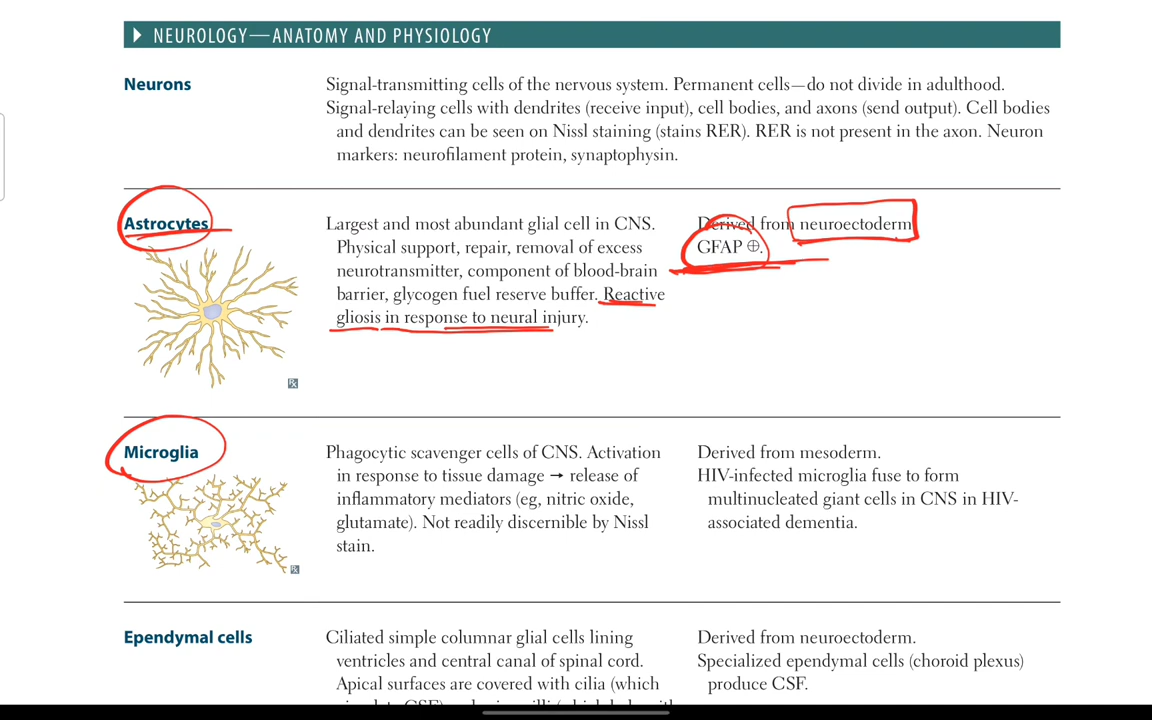 NEUROLOGY—ANATOMY AND PHYSIOLOGY
Neurons
Signal-transmitting cells of the nervous system. Permanent cells—do not divide in adulthood.
Signal-relaying cells with dendrites (receive input), cell bodies, and axons (send output). Cell bodies
and dendrites can be seen on Nissl staining (stains RER). RER is not present in the axon. Neuron
markers: neurofilament protein, synaptophysin.
Astrocytes
Largest and most abundant glial cell in CNS.
Physical support, repair, removal of excess
neurotransmitter, component of blood-brain
barrier, glycogen fuel reserve buffer. Reactive
gliosis in response to neural injury.
Derived from neuroectoderm.
GFAP ⊕.
Microglia
Phagocytic scavenger cells of CNS. Activation
in response to tissue damage → release of
inflammatory mediators (eg, nitric oxide,
glutamate). Not readily discernible by Nissl
stain.
Derived from mesoderm.
HIV-infected microglia fuse to form
multinucleated giant cells in CNS in HIV-
associated dementia.
Ependymal cells
Ciliated simple columnar glial cells lining
ventricles and central canal of spinal cord.
Apical surfaces are covered with cilia (which
Derived from neuroectoderm.
Specialized ependymal cells (choroid plexus)
produce CSF.